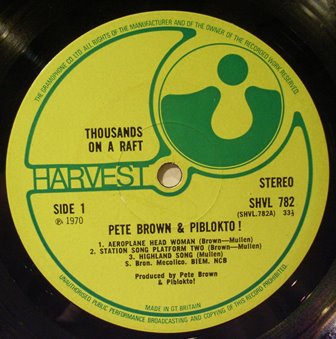 THE GRAMOPHONE CO. LTD. ALL RIGHTS OF THE MANUFACTURER AND OF THE OWNER OF THE RECORDED WORK RESERVED.
THOUSANDS
ON A RAFT
HARVEST
SIDE 1
℗ 1970
STEREO
SHVL 782
(SHVL.782A) 33⅓
PETE BROWN & PIBLOKTO!
1. AEROPLANE HEAD WOMAN (Brown—Mullen)
2. STATION SONG PLATFORM TWO (Brown—Mullen)
3. HIGHLAND SONG (Mullen)
S. Bron. Mecolico, BIEM. NCB
Produced by Pete Brown
& Piblokto!
MADE IN GT. BRITAIN
UNAUTHORISED PUBLIC PERFORMANCE BROADCASTING AND COPYING OF THIS RECORD PROHIBITED.